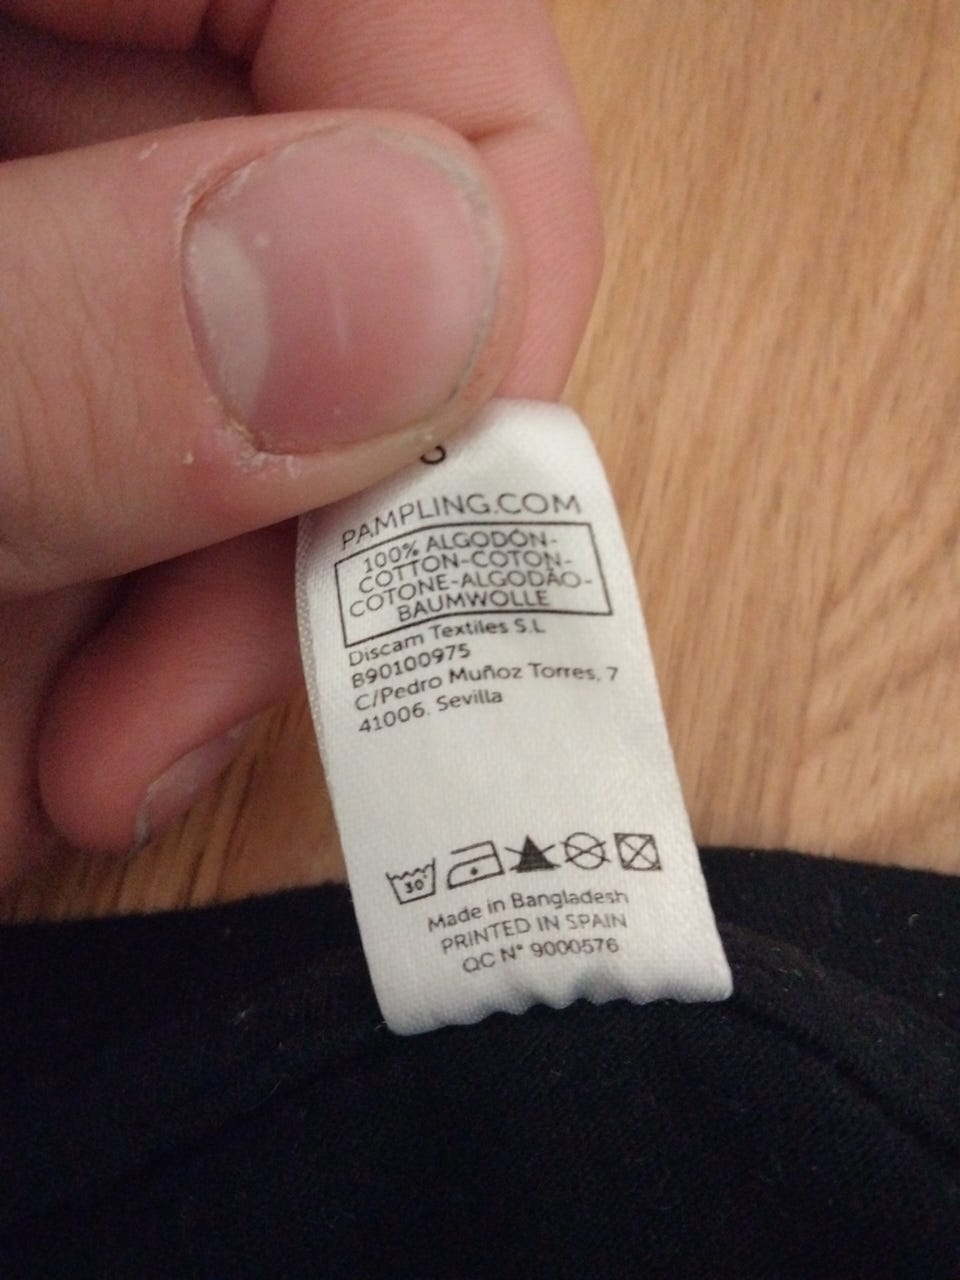 PAMPLING.COM
100% ALGODÓN-
COTTON-COTON-
COTONE-ALGODÃO-
BAUMWOLLE
Discam Textiles S.L
B90100975
C/Pedro Muñoz Torres, 7
41006. Sevilla
30°
Made in Bangladesh
PRINTED IN SPAIN
QC N° 9000576